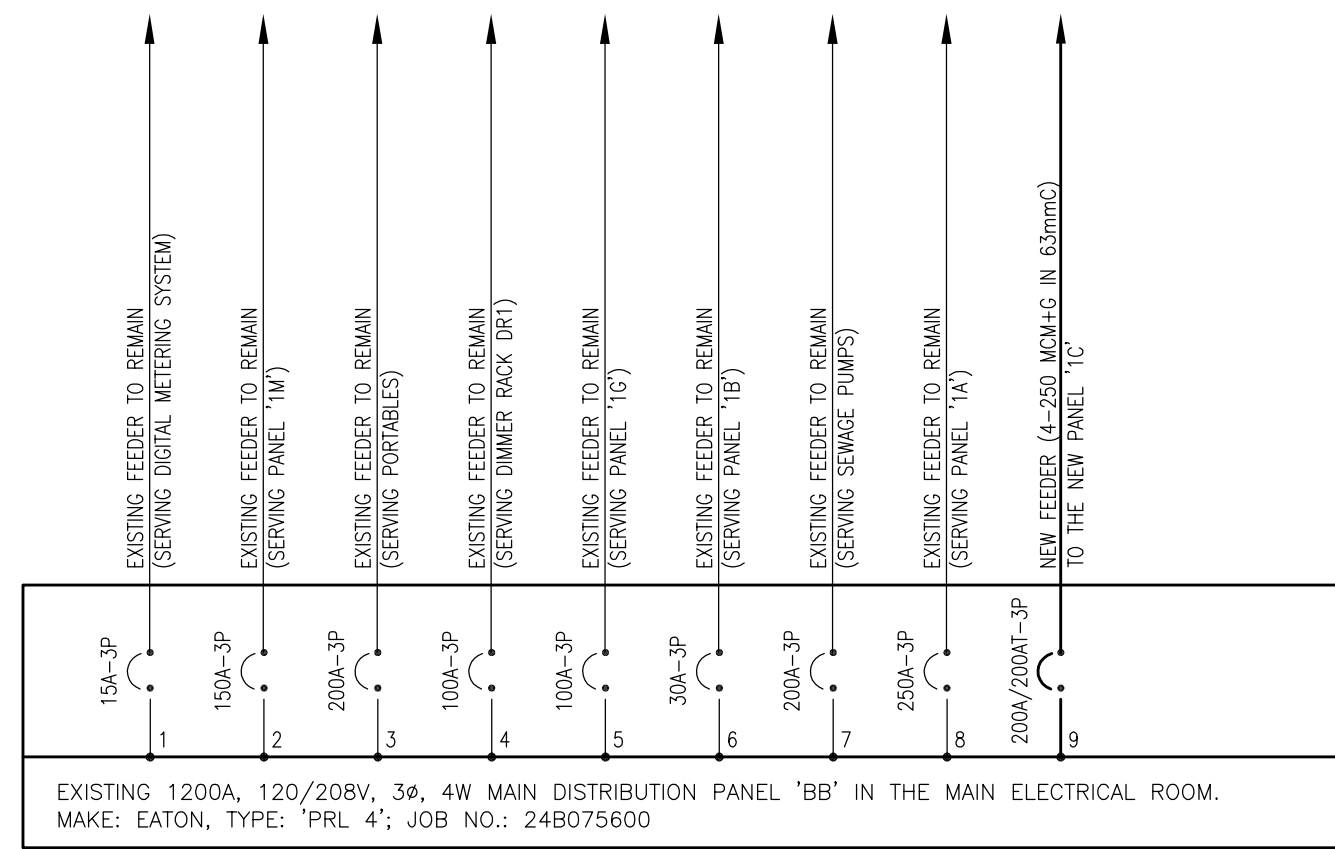 EXISTING FEEDER TO REMAIN
(SERVING DIGITAL METERING SYSTEM)
EXISTING FEEDER TO REMAIN
(SERVING PANEL '1M')
EXISTING FEEDER TO REMAIN
(SERVING PORTABLES)
EXISTING FEEDER TO REMAIN
(SERVING DIMMER RACK DR1)
EXISTING FEEDER TO REMAIN
(SERVING PANEL '1G')
EXISTING FEEDER TO REMAIN
(SERVING PANEL '1B')
EXISTING FEEDER TO REMAIN
(SERVING SEWAGE PUMPS)
EXISTING FEEDER TO REMAIN
(SERVING PANEL '1A')
NEW FEEDER (4-250 MCM+G IN 63mmC)
TO THE NEW PANEL '1C'
15A-3P
150A-3P
200A-3P
100A-3P
100A-3P
30A-3P
200A-3P
250A-3P
200A/200AT-3P
1
2
3
4
5
6
7
8
9
EXISTING 1200A, 120/208V, 3ø, 4W MAIN DISTRIBUTION PANEL 'BB' IN THE MAIN ELECTRICAL ROOM.
MAKE: EATON, TYPE: 'PRL 4'; JOB NO.: 24B075600